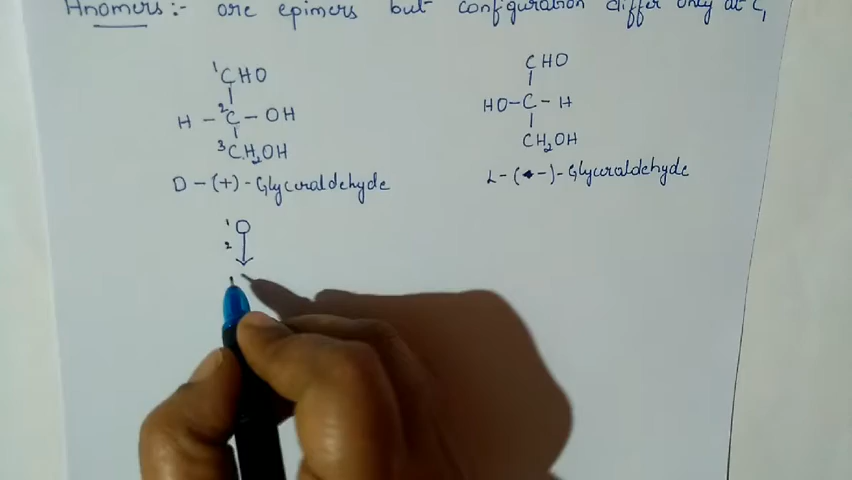 Anomers:- are epimers but configuration differ only at C1
1CHO
H - 2C - OH
3CH2OH
D-(+)-Glyceraldehyde
CHO
HO-C-H
CH2OH
L-(-)-Glyceraldehyde
1
2